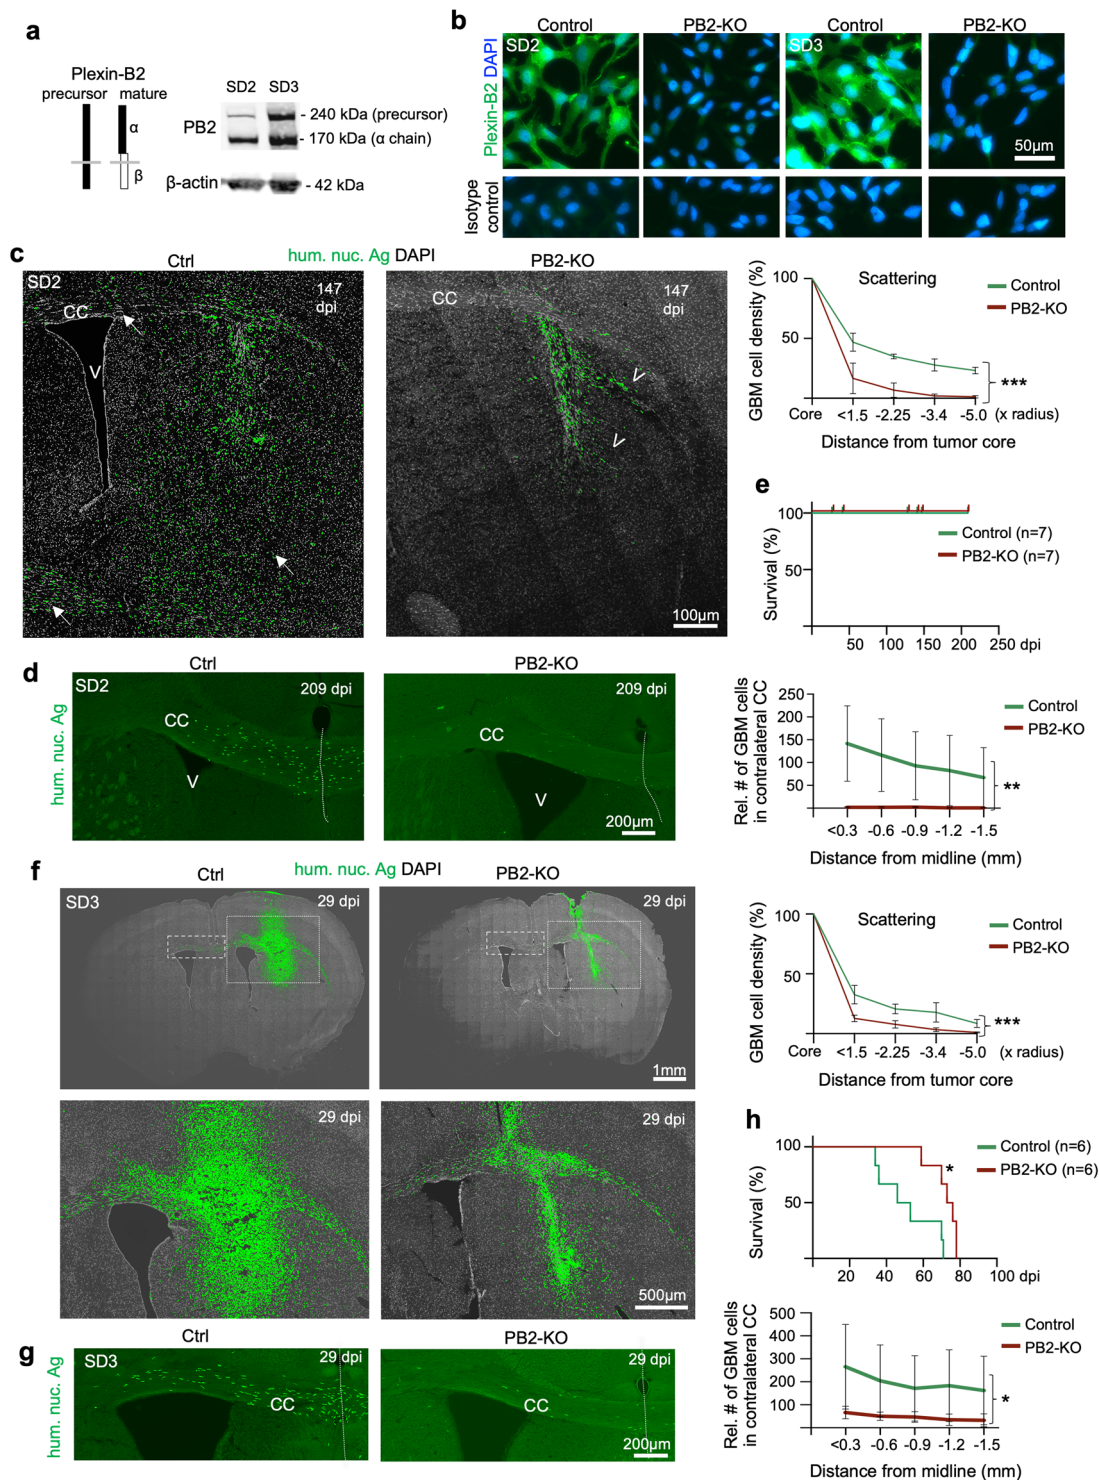 a
Plexin-B2
precursor mature
α
β
SD2 SD3
PB2
- 240 kDa (precursor)
- 170 kDa (α chain)
β-actin
- 42 kDa
b
Control PB2-KO Control PB2-KO
Plexin-B2 DAPI
SD2 SD3
50µm
Isotype
control
c
hum. nuc. Ag DAPI
Ctrl PB2-KO
SD2
147
dpi
CC
V
CC
147
dpi
V
V
100µm
GBM cell density (%)
100
50
Scattering
Control
PB2-KO
***
Core <1.5 -2.25 -3.4 -5.0 (x radius)
Distance from tumor core
e
Survival (%)
100
50
Control (n=7)
PB2-KO (n=7)
50 100 150 200 250 dpi
d
Ctrl PB2-KO
hum. nuc. Ag
SD2
209 dpi
CC
V
209 dpi
CC
V
200µm
Rel. # of GBM cells
in contralateral CC
250
200
150
100
50
Control
PB2-KO
**
<0.3 -0.6 -0.9 -1.2 -1.5
Distance from midline (mm)
f
hum. nuc. Ag DAPI
Ctrl PB2-KO
SD3
29 dpi
29 dpi
1mm
29 dpi
29 dpi
500µm
GBM cell density (%)
100
50
Scattering
Control
PB2-KO
***
Core <1.5 -2.25 -3.4 -5.0 (x radius)
Distance from tumor core
h
Survival (%)
100
50
Control (n=6)
PB2-KO (n=6)
*
20 40 60 80 100 dpi
g
Ctrl PB2-KO
hum. nuc. Ag
SD3
29 dpi
CC
29 dpi
CC
200µm
Rel. # of GBM cells
in contralateral CC
500
400
300
200
100
Control
PB2-KO
*
<0.3 -0.6 -0.9 -1.2 -1.5
Distance from midline (mm)